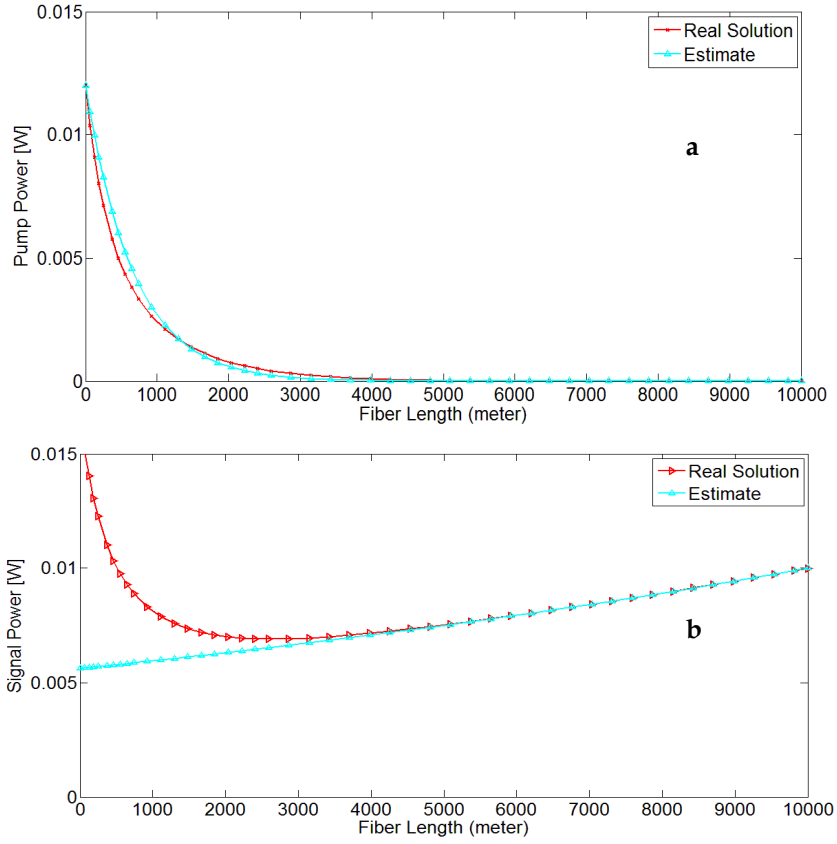 0.015
Real Solution
Estimate
0.01
a
Pump Power [W]
0.005
0
0 1000 2000 3000 4000 5000 6000 7000 8000 9000 10000
Fiber Length (meter)
0.015
Real Solution
Estimate
0.01
Signal Power [W]
b
0.005
0
0 1000 2000 3000 4000 5000 6000 7000 8000 9000 10000
Fiber Length (meter)